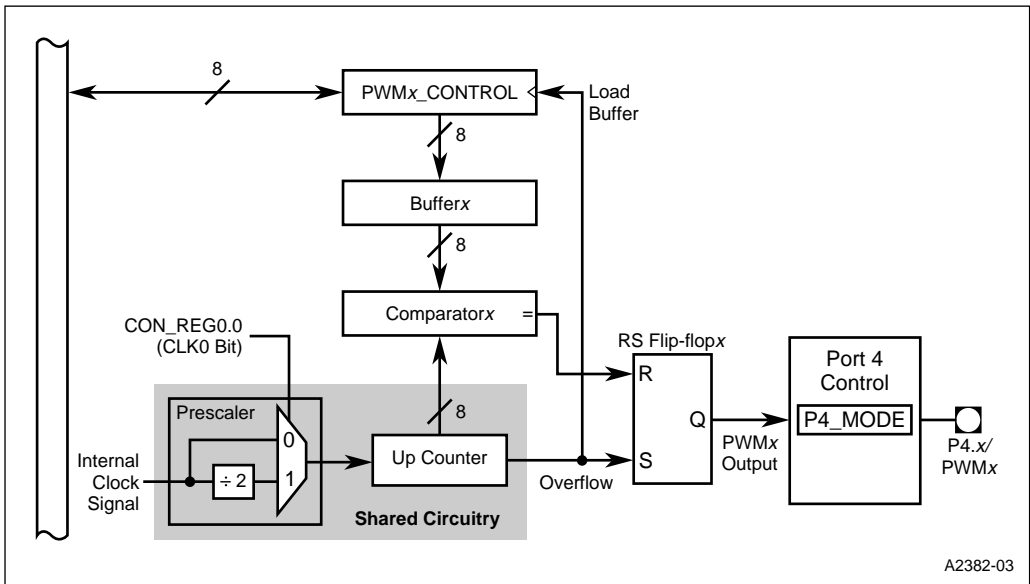 8
PWMx_CONTROL
Load
Buffer
8
Bufferx
8
Comparatorx =
CON_REG0.0
(CLK0 Bit)
RS Flip-flopx
Port 4
Control
R
P4_MODE
Q
S
PWMx
Output
P4.x/
PWMx
8
Prescaler
0
Up Counter
Internal
Clock
Signal
÷ 2
1
Overflow
Shared Circuitry
A2382-03